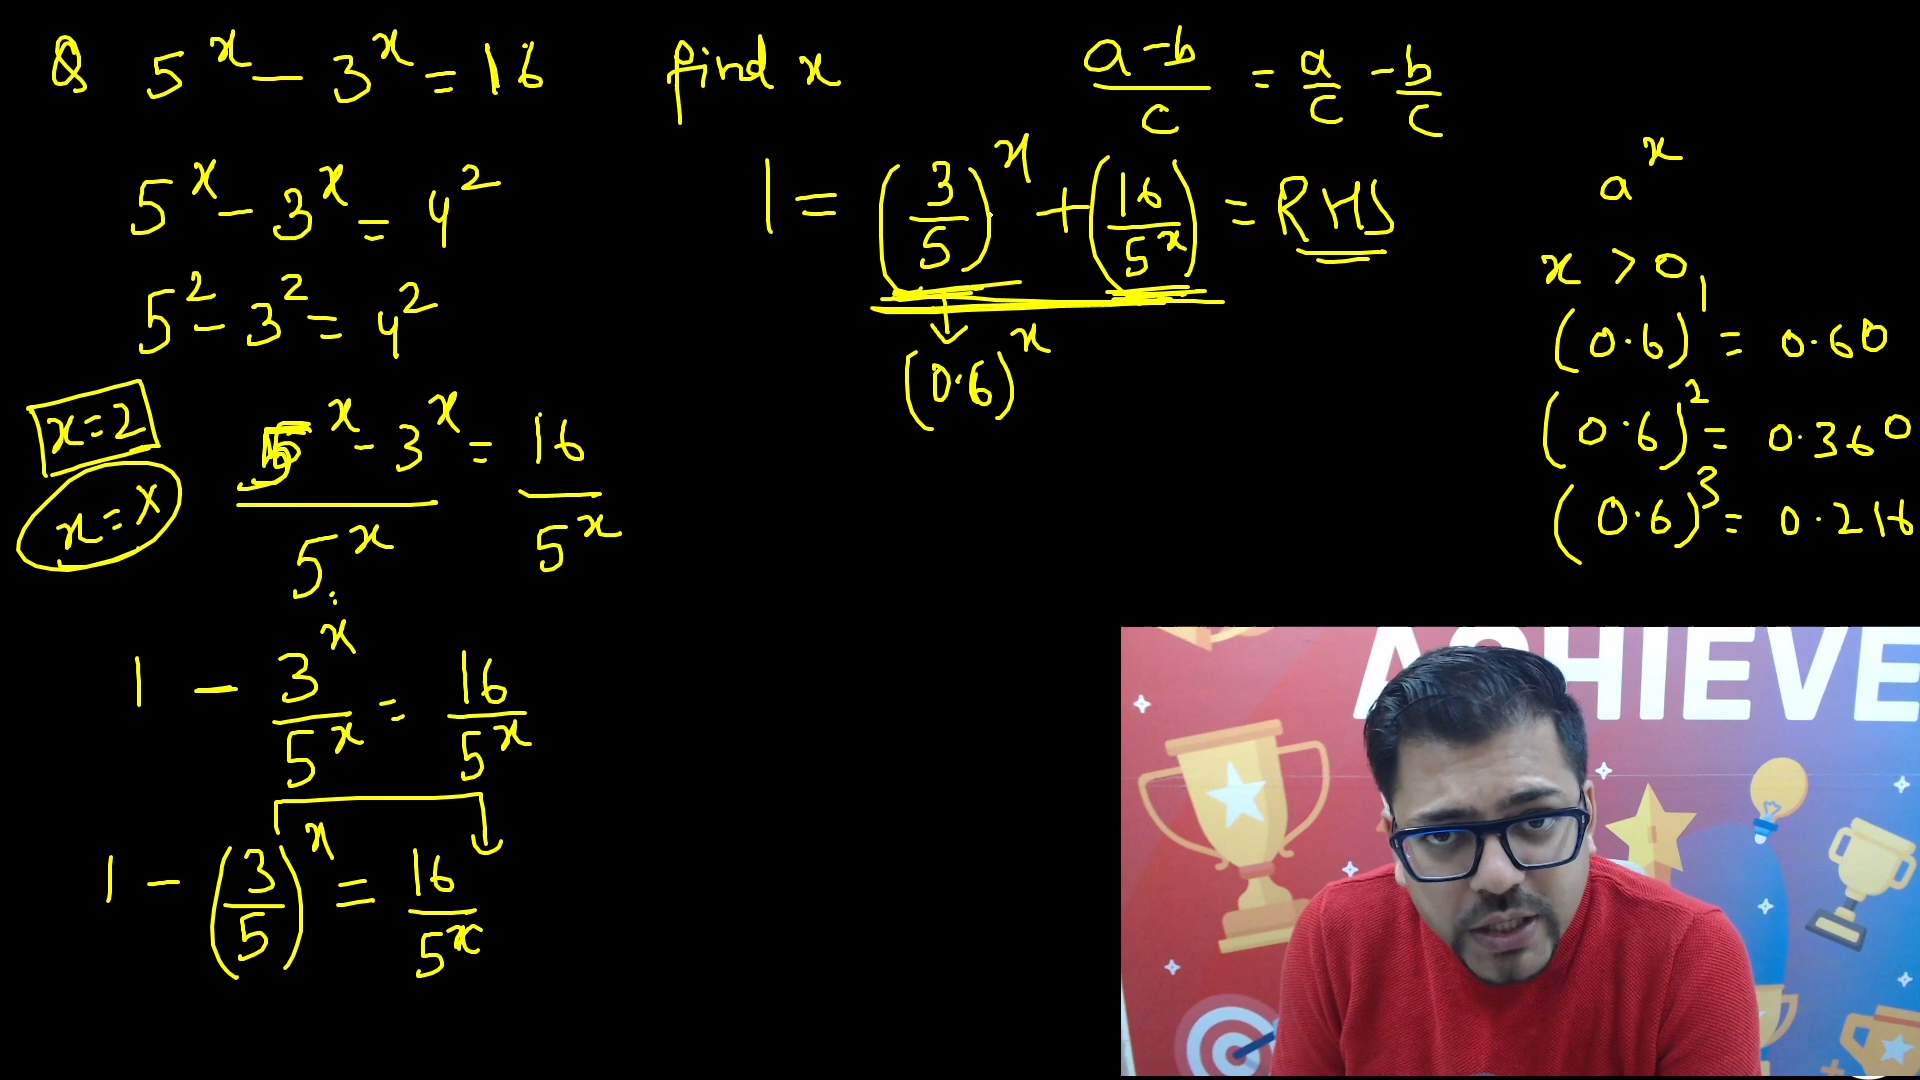 Q 5^x - 3^x = 16 find x
5^x - 3^x = 4^2
5^2 - 3^2 = 4^2
x = 2
x = x
(5^x - 3^x)/5^x = 16/5^x
1 - 3^x/5^x = 16/5^x
1 - (3/5)^x = 16/5^x
(a - b)/c = a/c - b/c
1 = (3/5)^x + (16/5^x) = RHS
(0.6)^x
a^x
x > 0
(0.6)^1 = 0.60
(0.6)^2 = 0.360
(0.6)^3 = 0.216
ACHIEVE